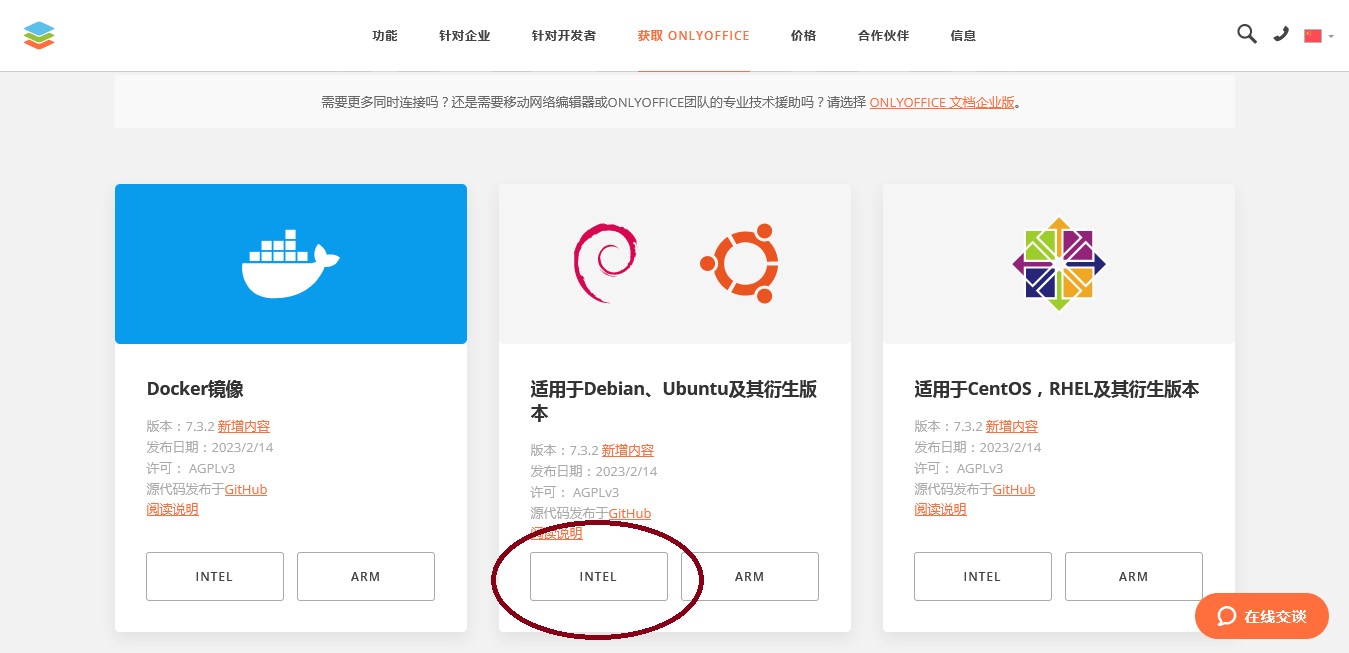 功能 针对企业 针对开发者 获取 ONLYOFFICE 价格 合作伙伴 信息
需要更多同时连接吗？还是需要移动网络编辑器或ONLYOFFICE团队的专业技术援助吗？请选择 ONLYOFFICE 文档企业版。
Docker镜像
版本：7.3.2 新增内容
发布日期：2023/2/14
许可： AGPLv3
源代码发布于GitHub
阅读说明
INTEL ARM
适用于Debian、Ubuntu及其衍生版
本
版本：7.3.2 新增内容
发布日期：2023/2/14
许可： AGPLv3
源代码发布于GitHub
阅读说明
INTEL ARM
适用于CentOS，RHEL及其衍生版本
版本：7.3.2 新增内容
发布日期：2023/2/14
许可： AGPLv3
源代码发布于GitHub
阅读说明
INTEL ARM
在线交谈